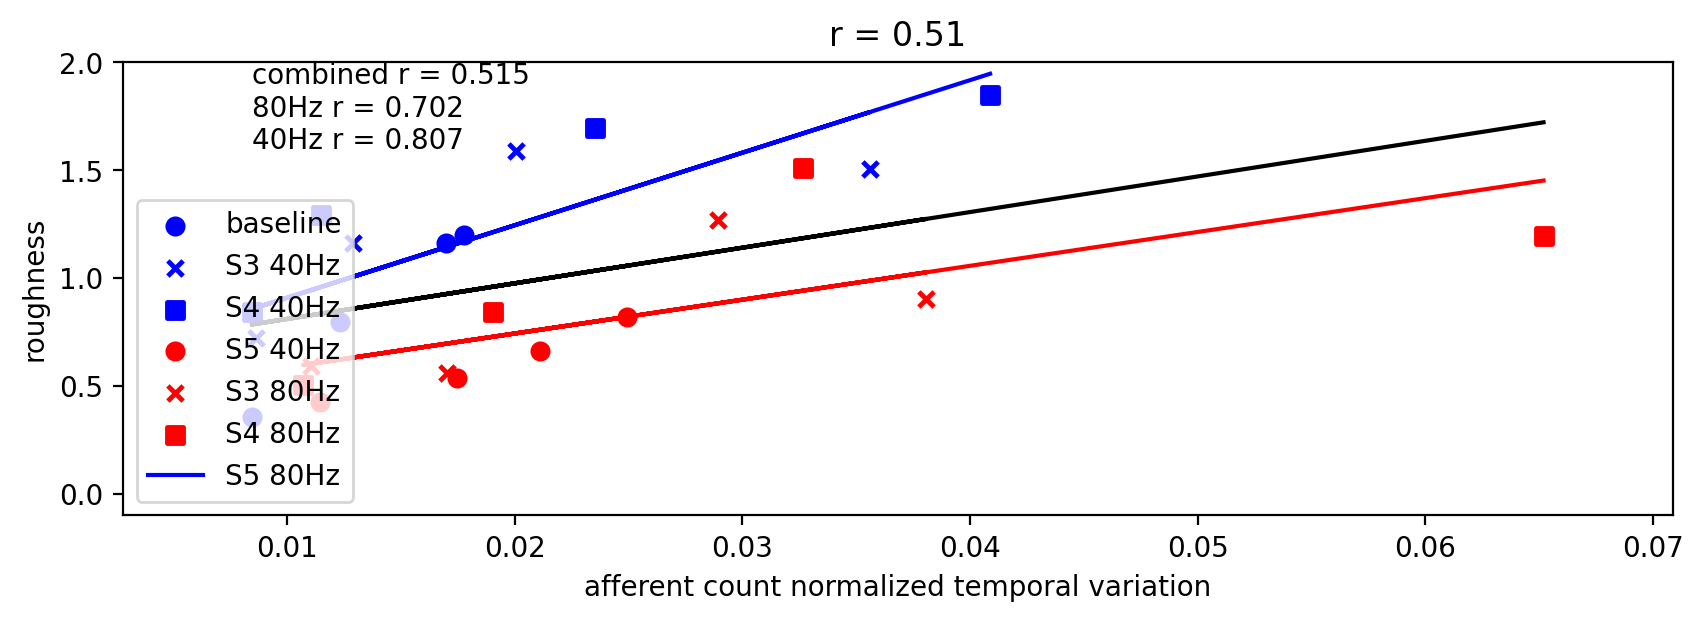 r = 0.51
combined r = 0.515
80Hz r = 0.702
40Hz r = 0.807
2.0
1.5
1.0
0.5
0.0
roughness
baseline
S3 40Hz
S4 40Hz
S5 40Hz
S3 80Hz
S4 80Hz
S5 80Hz
0.01 0.02 0.03 0.04 0.05 0.06 0.07
afferent count normalized temporal variation